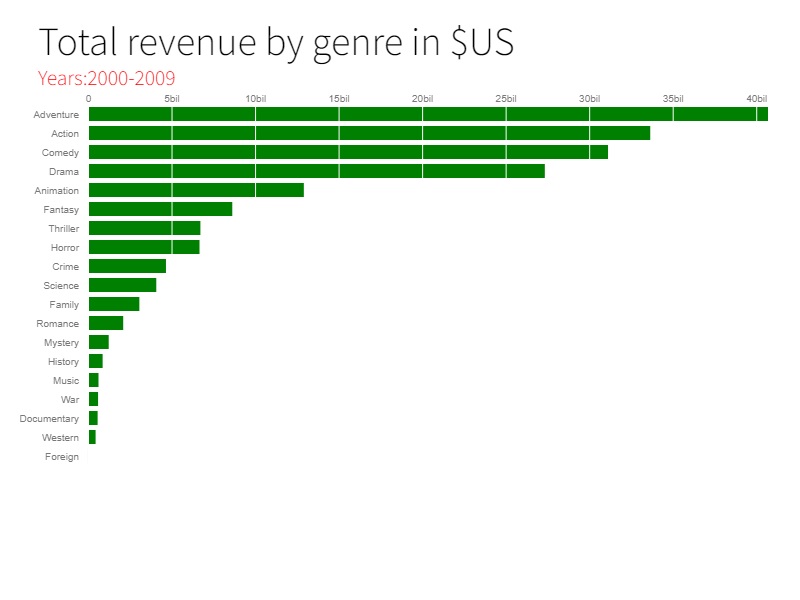 Total revenue by genre in $US
Years:2000-2009
0 5bil 10bil 15bil 20bil 25bil 30bil 35bil 40bil
Adventure
Action
Comedy
Drama
Animation
Fantasy
Thriller
Horror
Crime
Science
Family
Romance
Mystery
History
Music
War
Documentary
Western
Foreign